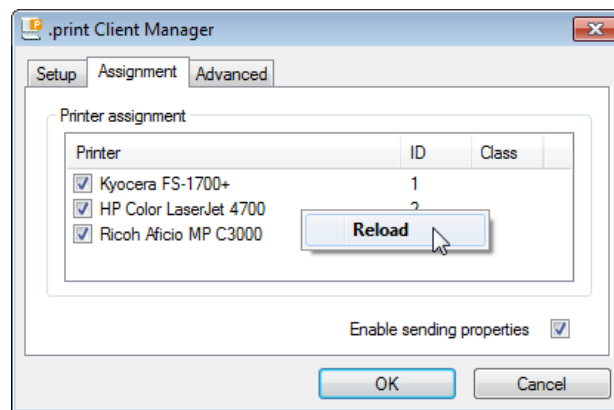 .print Client Manager
Setup Assignment Advanced
Printer assignment
Printer ID Class
Kyocera FS-1700+ 1
HP Color LaserJet 4700 2
Ricoh Aficio MP C3000
Reload
Enable sending properties
OK Cancel